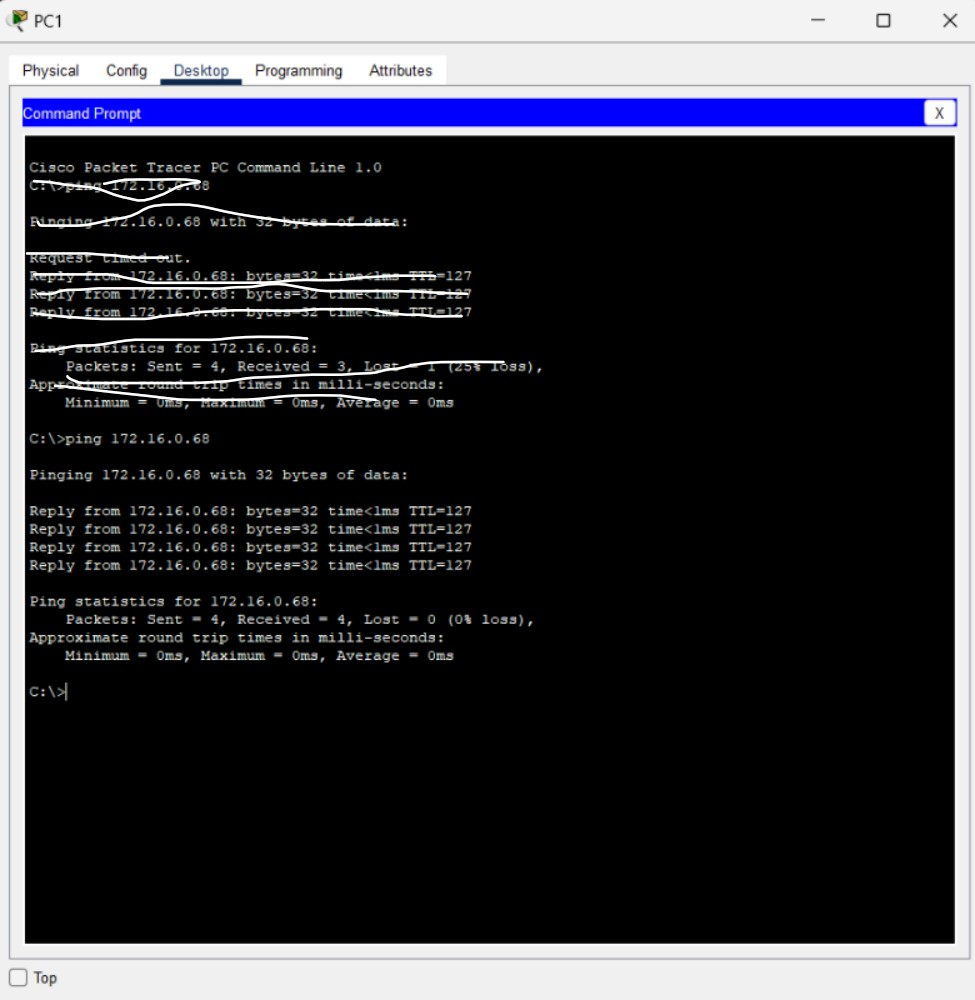 PC1
Physical Config Desktop Programming Attributes
Command Prompt X
Cisco Packet Tracer PC Command Line 1.0
C:\>ping 172.16.0.68
Pinging 172.16.0.68 with 32 bytes of data:
Request timed out.
Reply from 172.16.0.68: bytes=32 time<1ms TTL=127
Reply from 172.16.0.68: bytes=32 time<1ms TTL=127
Reply from 172.16.0.68: bytes=32 time<1ms TTL=127
Ping statistics for 172.16.0.68:
Packets: Sent = 4, Received = 3, Lost = 1 (25% loss),
Approximate round trip times in milli-seconds:
Minimum = 0ms, Maximum = 0ms, Average = 0ms
C:\>ping 172.16.0.68
Pinging 172.16.0.68 with 32 bytes of data:
Reply from 172.16.0.68: bytes=32 time<1ms TTL=127
Reply from 172.16.0.68: bytes=32 time<1ms TTL=127
Reply from 172.16.0.68: bytes=32 time<1ms TTL=127
Reply from 172.16.0.68: bytes=32 time<1ms TTL=127
Ping statistics for 172.16.0.68:
Packets: Sent = 4, Received = 4, Lost = 0 (0% loss),
Approximate round trip times in milli-seconds:
Minimum = 0ms, Maximum = 0ms, Average = 0ms
C:\>
Top